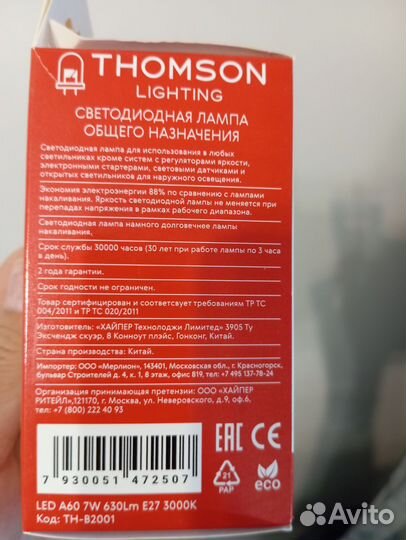 THOMSON
LIGHTING
СВЕТОДИОДНАЯ ЛАМПА
ОБЩЕГО НАЗНАЧЕНИЯ
Светодиодная лампа для использования в любых
светильниках кроме систем с регуляторами яркости,
электронными стартерами, световыми датчиками и
открытых светильников для наружного освещения.
Экономия электроэнергии 88% по сравнению с лампами
накаливания. Яркость светодиодной лампы не меняется при
перепадах напряжения в рамках рабочего диапазона.
Светодиодная лампа намного долговечнее лампы
накаливания.
Срок службы 30000 часов (30 лет при работе лампы по 3 часа
в день).
2 года гарантии.
Срок годности не ограничен.
Товар сертифицирован и соответсвует требованиям ТР ТС
004/2011 и ТР ТС 020/2011
Изготовитель: «ХАЙПЕР Технолоджи Лимитед» 3905 Ту
Эксчендж скуэр, 8 Конноут плэйс, Гонконг, Китай.
Страна производства: Китай.
Импортер: ООО «Мерлион», 143401, Московская обл., г. Красногорск,
бульвар Строителей д. 4, к. 1, 8 этаж, офис 819, тел: +7 495 137-78-24
Организация принимающая претензии: ООО «ХАЙПЕР
РИТЕЙЛ»,121170, г. Москва, ул. Неверовского, д.9, оф.6,
тел: +7 (800) 222 40 93
EAC CE
7 930051 472507
21
PAP
eco
LED A60 7W 630Lm E27 3000K
Код: TH-B2001
Avito